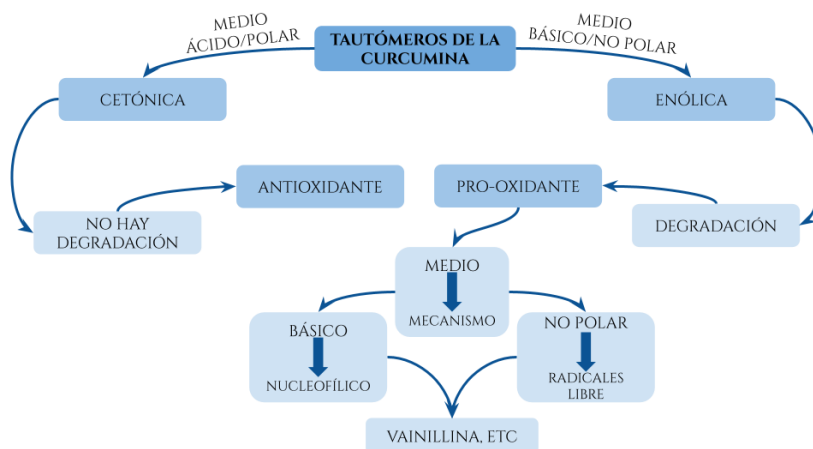 MEDIO
ÁCIDO/POLAR
TAUTÓMEROS DE LA
CURCUMINA
MEDIO
BÁSICO/NO POLAR
CETÓNICA
ENÓLICA
ANTIOXIDANTE
PRO-OXIDANTE
NO HAY
DEGRADACIÓN
DEGRADACIÓN
MEDIO
MECANISMO
BÁSICO
NUCLEOFÍLICO
NO POLAR
RADICALES
LIBRE
VAINILLINA, ETC